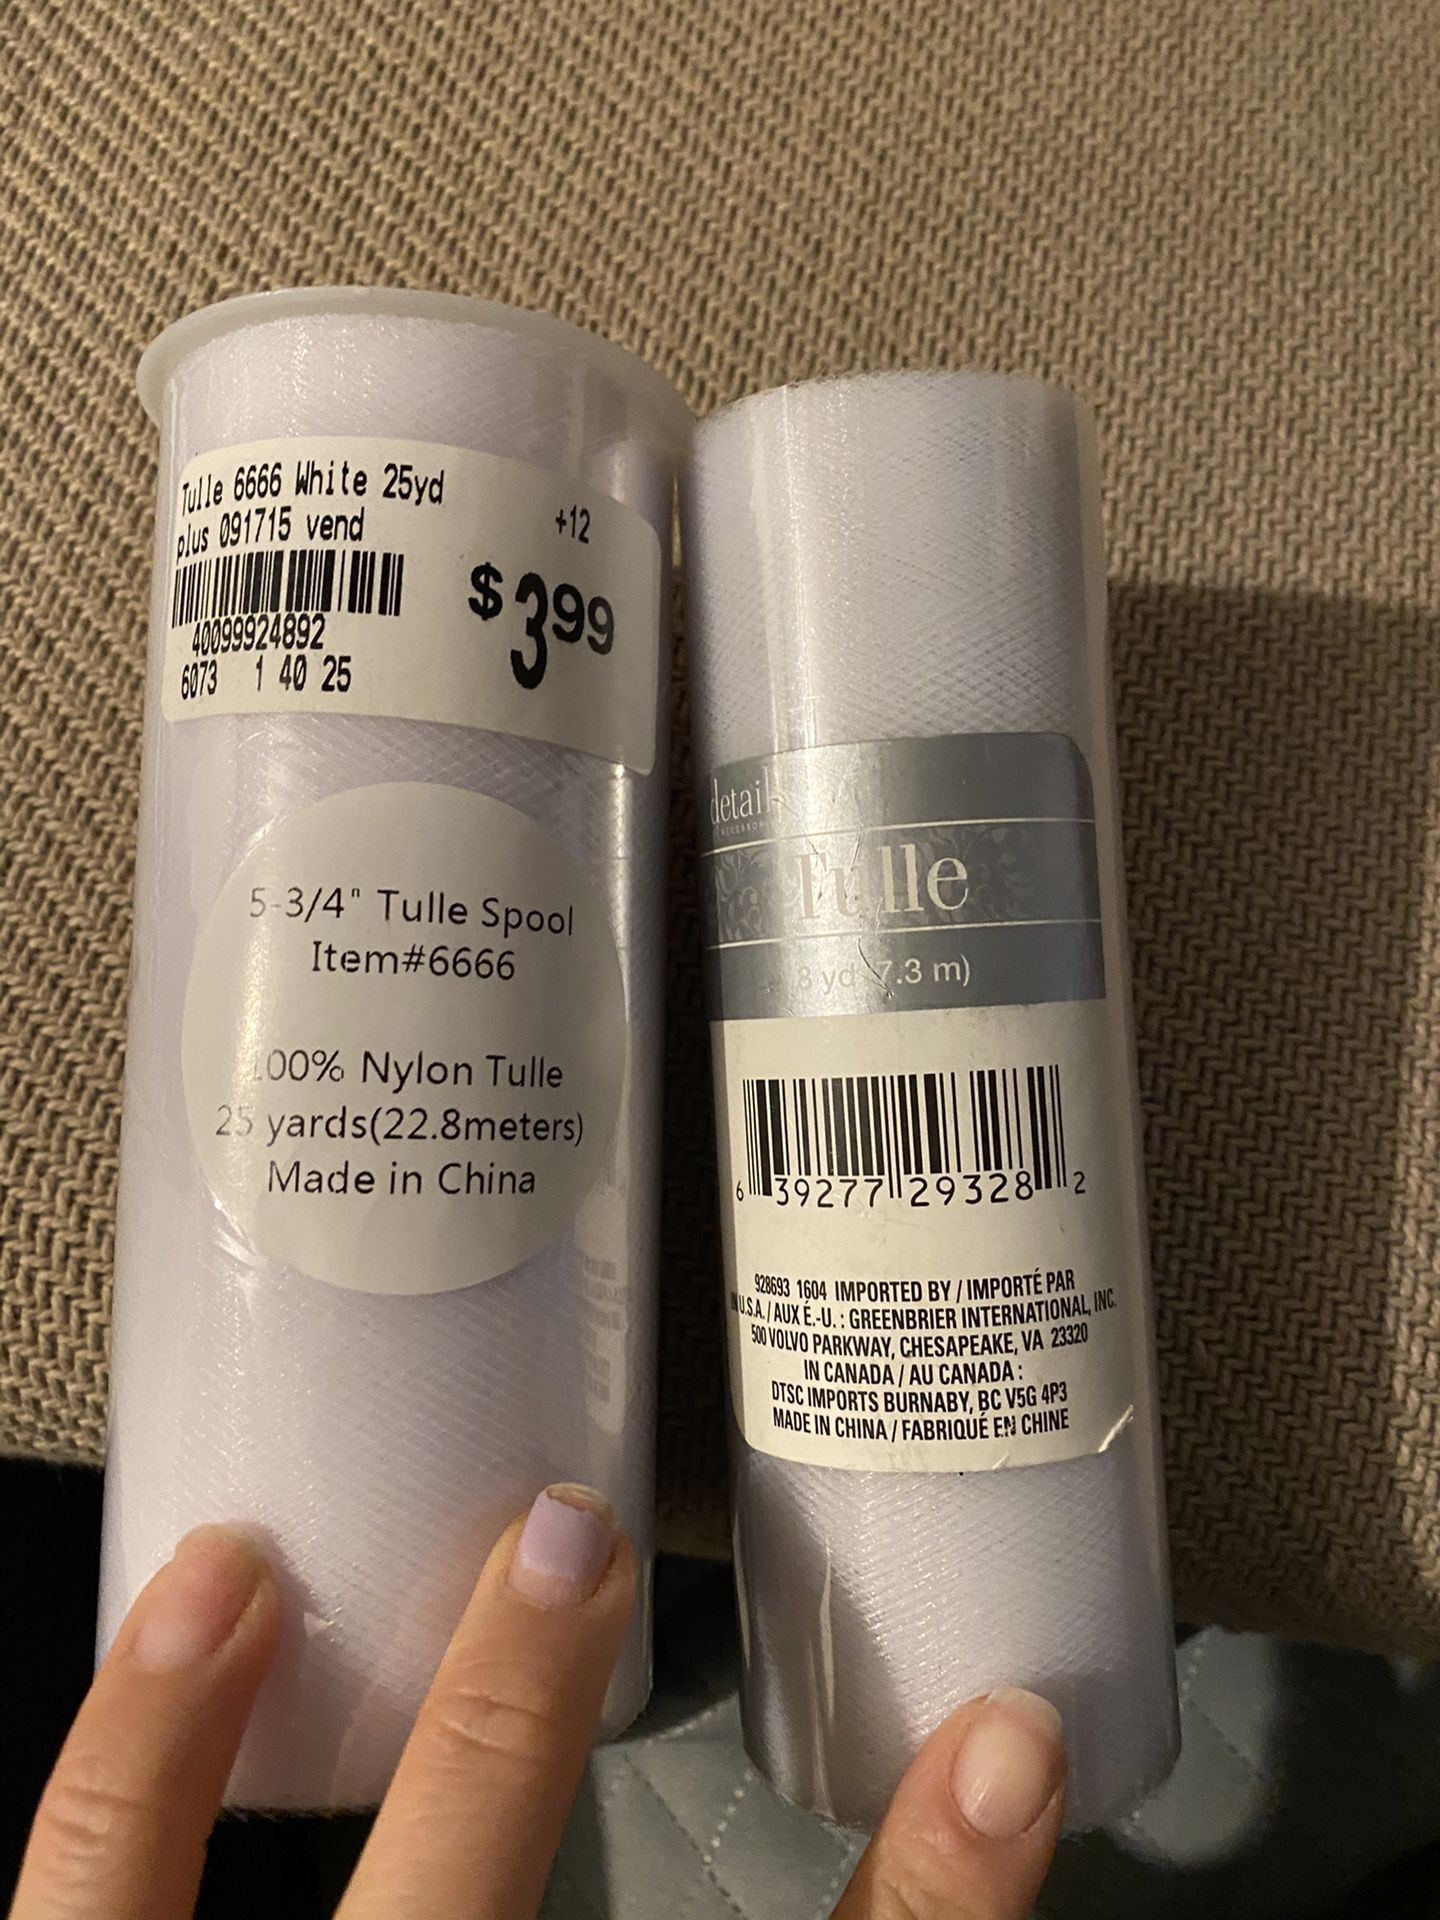 Tulle 6666 White 25yd
plus 091715 vend
+12
$3.99
40099924892
6073 1 40 25
5-3/4" Tulle Spool
Item#6666
100% Nylon Tulle
25 yards(22.8meters)
Made in China
details
Tulle
8 yd (7.3 m)
6 39277 29328 2
928693 1604 IMPORTED BY / IMPORTÉ PAR
IN U.S.A. / AUX É.-U. : GREENBRIER INTERNATIONAL, INC.
500 VOLVO PARKWAY, CHESAPEAKE, VA 23320
IN CANADA / AU CANADA :
DTSC IMPORTS BURNABY, BC V5G 4P3
MADE IN CHINA / FABRIQUÉ EN CHINE